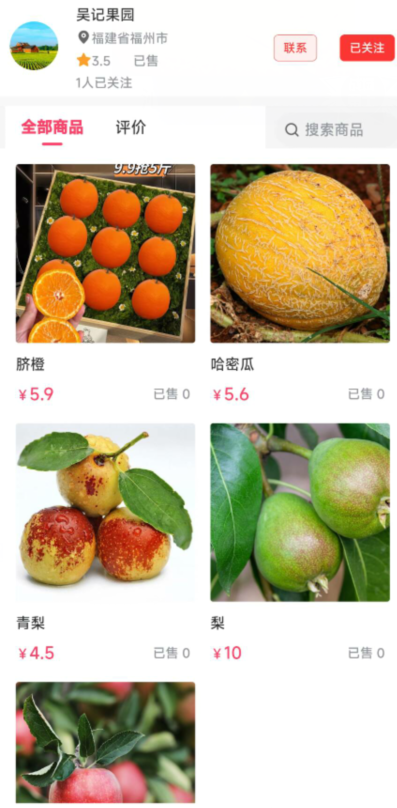 吴记果园
福建省福州市
3.5 已售
1人已关注
联系
已关注
全部商品
评价
搜索商品
9.9抢5斤
脐橙
¥5.9
已售 0
哈密瓜
¥5.6
已售 0
青梨
¥4.5
已售 0
梨
¥10
已售 0